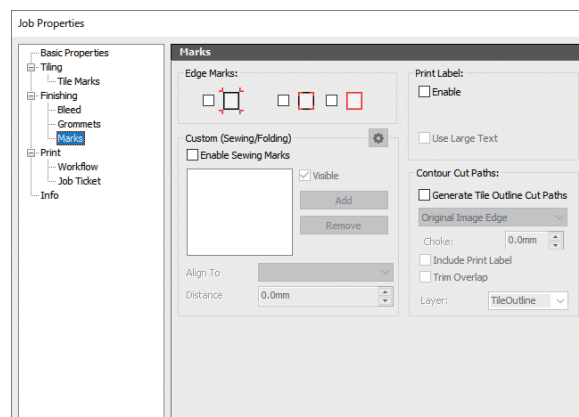 Job Properties
Basic Properties
Tiling
Tile Marks
Finishing
Bleed
Grommets
Marks
Print
Workflow
Job Ticket
Info
Marks
Edge Marks:
Custom (Sewing/Folding)
Enable Sewing Marks
Visible
Add
Remove
Align To
Distance
0.0mm
Print Label:
Enable
Use Large Text
Contour Cut Paths:
Generate Tile Outline Cut Paths
Original Image Edge
Choke:
0.0mm
Include Print Label
Trim Overlap
Layer:
TileOutline